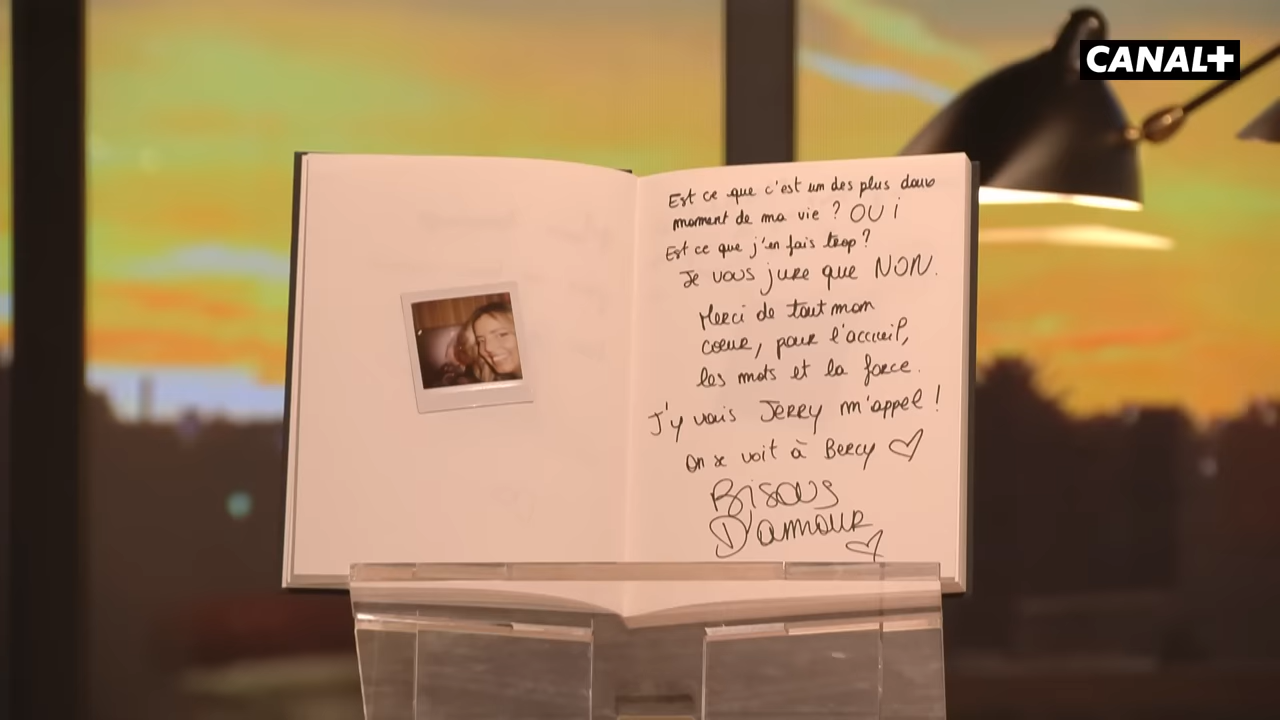 CANAL+
Est ce que c'est un des plus doux
moment de ma vie ? OUi
Est ce que j'en fais trop ?
Je vous jure que NON.
Merci de tout mon
coeur, pour l'accueil,
les mots et la force.
J'y vais Jerry m'appel !
On se voit à Bercy ♡
Bisous
D'amour ♡